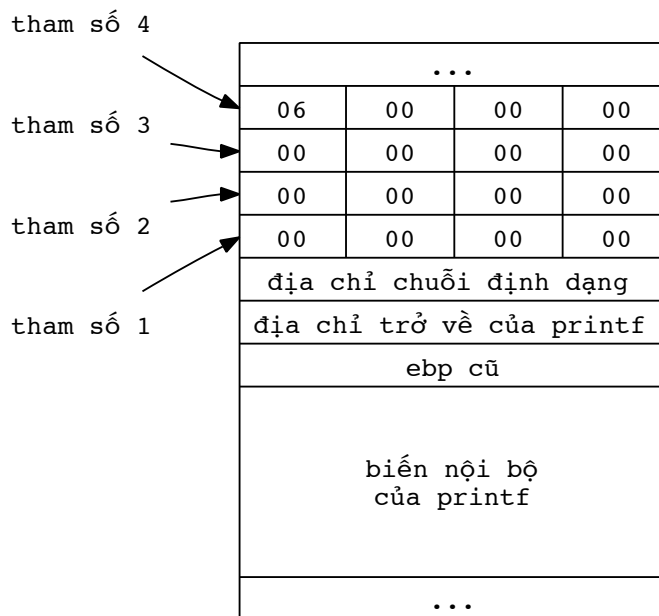 tham số 4
...
06 00 00 00
tham số 3
00 00 00 00
00 00 00 00
tham số 2
00 00 00 00
địa chỉ chuỗi định dạng
tham số 1
địa chỉ trở về của printf
ebp cũ
biến nội bộ
của printf
...